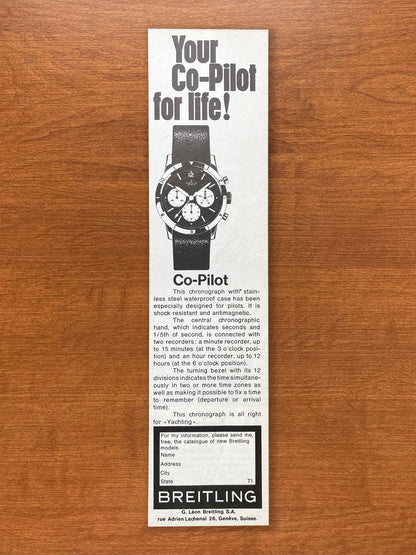 Your
Co-Pilot
for life!
Co-Pilot
This chronograph with stain-
less steel waterproof case has been
especially designed for pilots. It is
shock resistant and antimagnetic.
The central chronographic
hand, which indicates seconds and
1/5th of second, is connected with
two recorders : a minute recorder, up
to 15 minutes (at the 3 o'clock posi-
tion) and an hour recorder, up to 12
hours (at the 6 o'clock position).
The turning bezel with its 12
divisions indicates the time simultane-
ously in two or more time zones as
well as making it possible to fix a time
to remember (departure or arrival
time).
This chronograph is all right
for «Yachting».
For my information, please send me,
free, the catalogue of new Breitling
models.
Name
Address
City
State T1
BREITLING
G. Léon Breitling S.A.
rue Adrien Lachenal 26, Genève, Suisse.